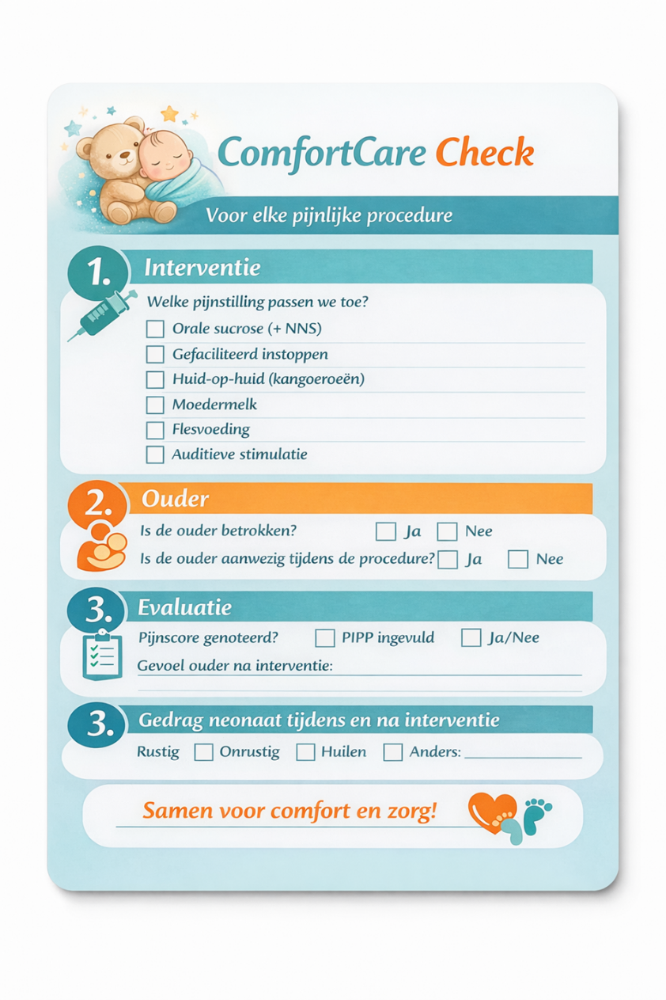 ComfortCare Check
Voor elke pijnlijke procedure
1. Interventie
Welke pijnstilling passen we toe?
Orale sucrose (+ NNS)
Gefaciliteerd instoppen
Huid-op-huid (kangoeroeën)
Moedermelk
Flesvoeding
Auditieve stimulatie
2. Ouder
Is de ouder betrokken? Ja Nee
Is de ouder aanwezig tijdens de procedure? Ja Nee
3. Evaluatie
Pijnscore genoteerd? PIPP ingevuld Ja/Nee
Gevoel ouder na interventie:
3. Gedrag neonaat tijdens en na interventie
Rustig Onrustig Huilen Anders:
Samen voor comfort en zorg!